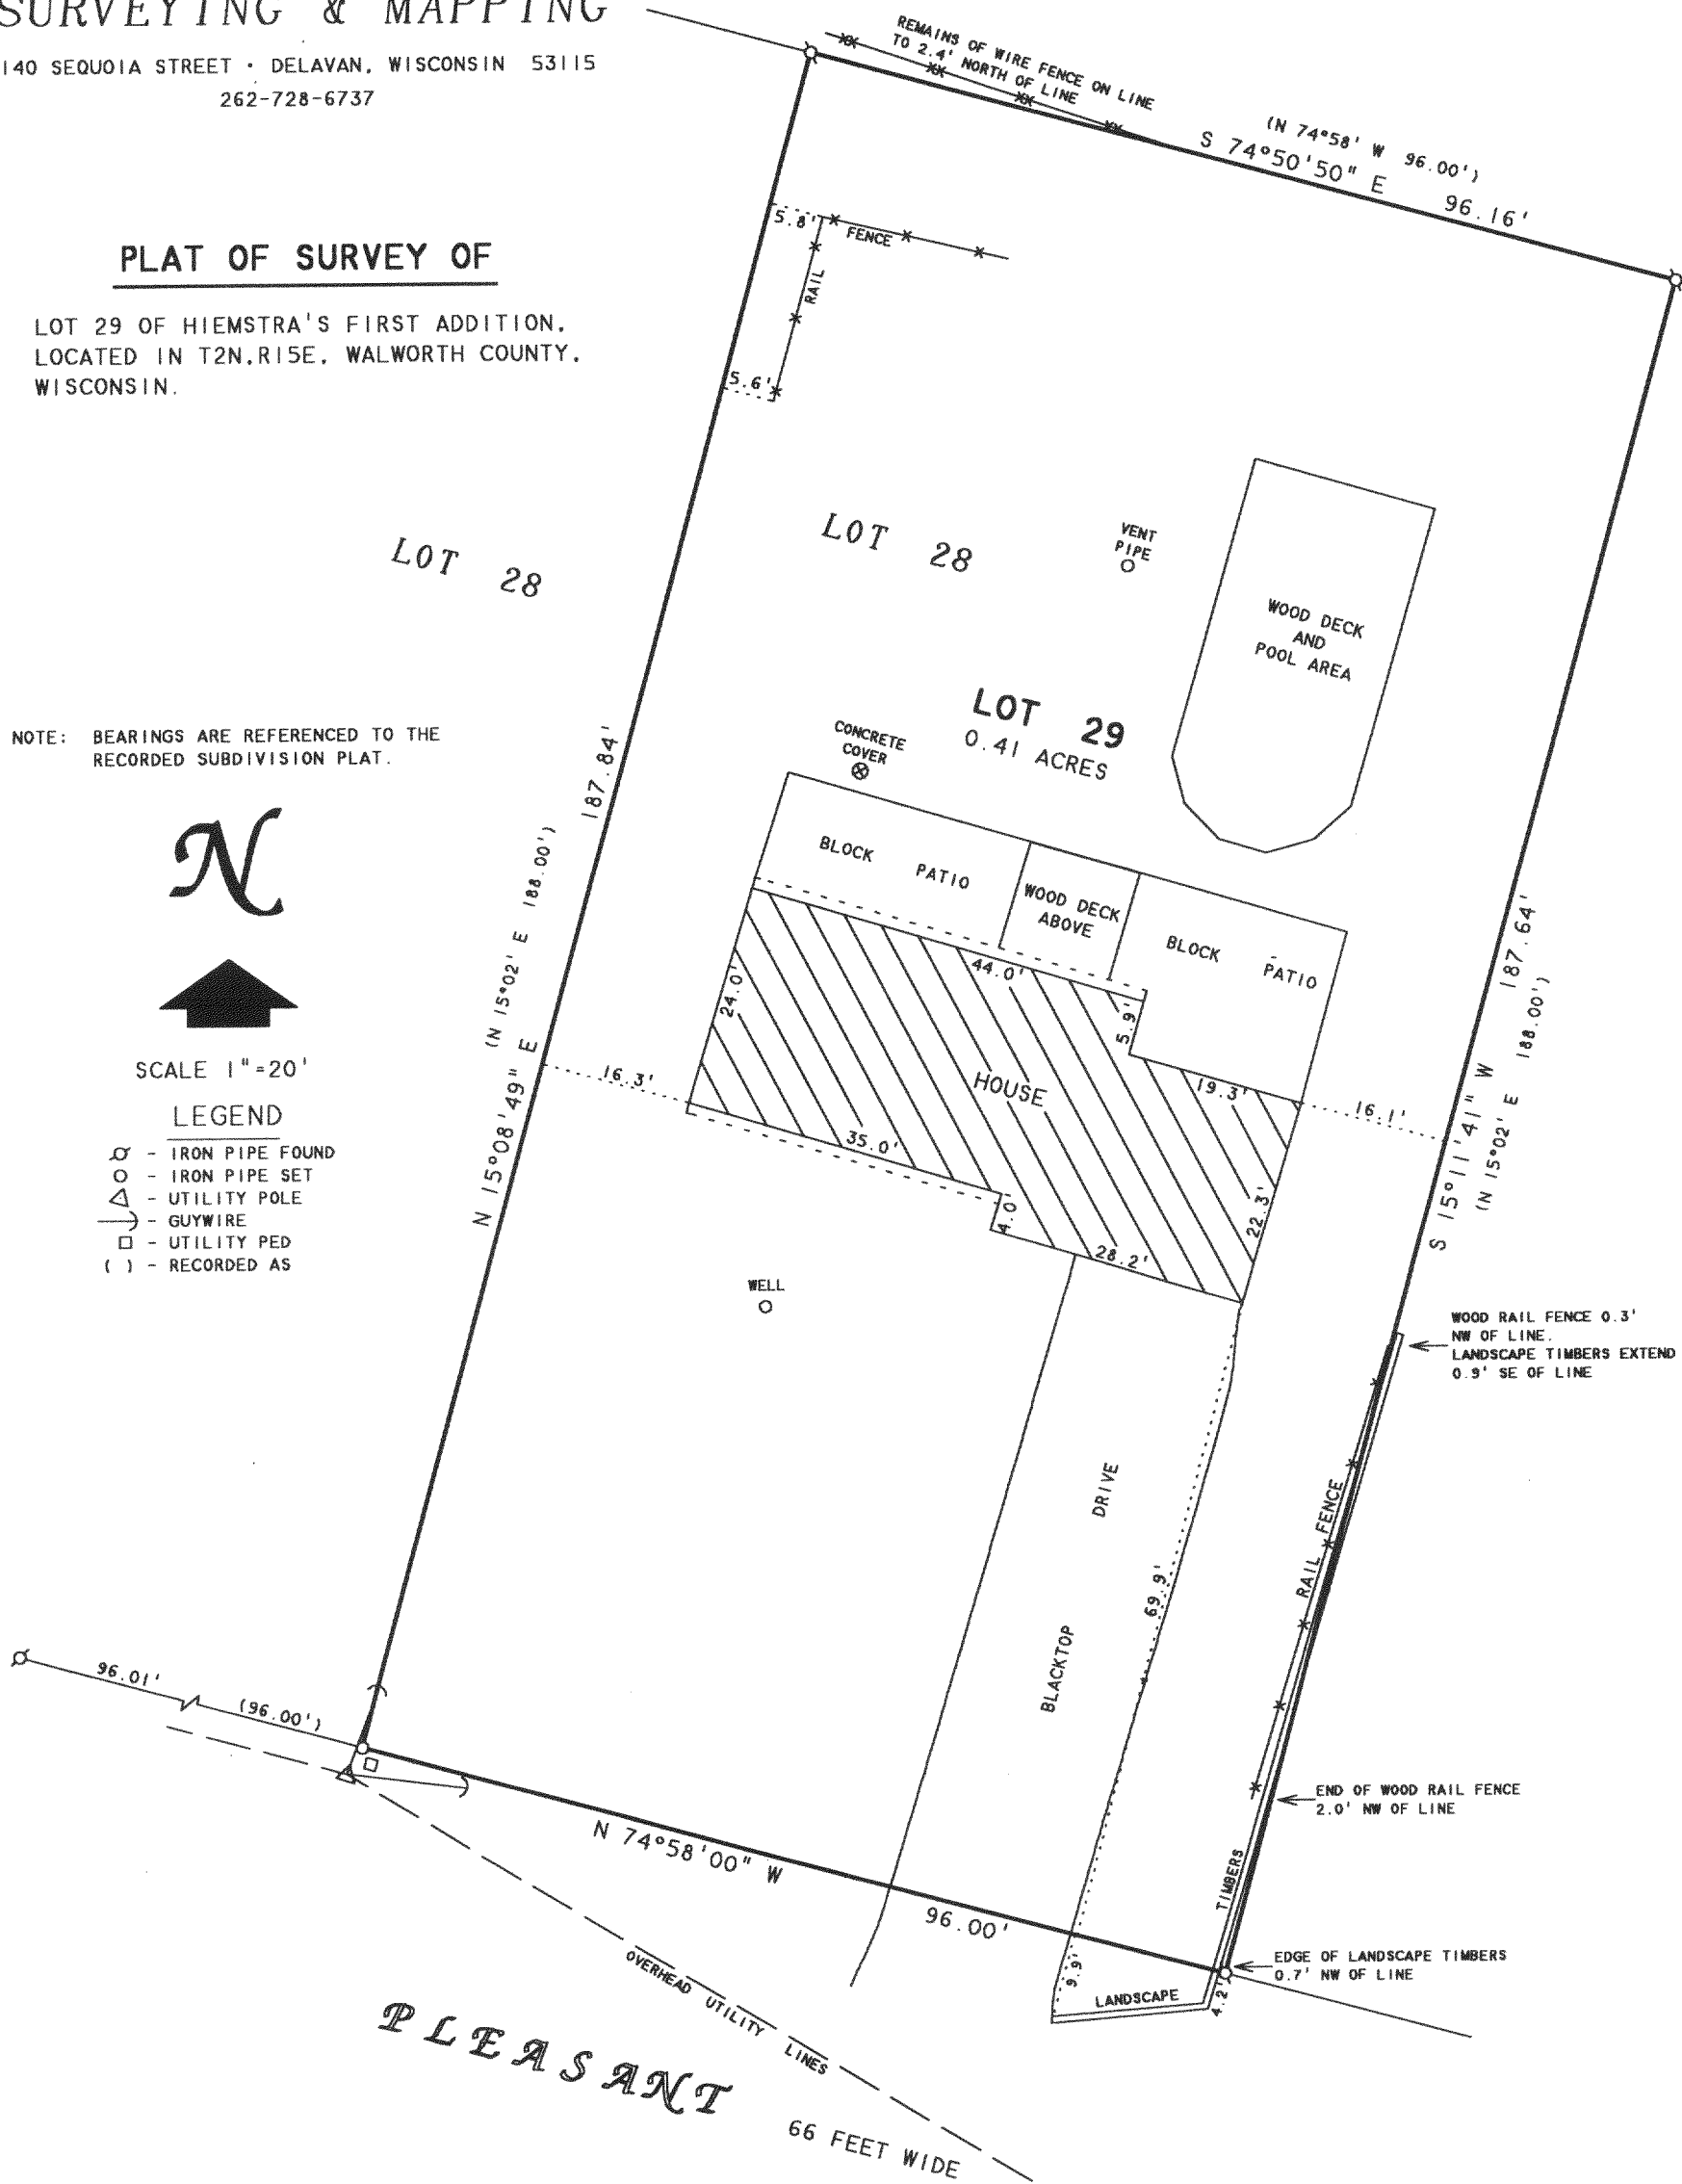 SURVEYING & MAPPING
140 SEQUOIA STREET • DELAVAN, WISCONSIN 53115
262-728-6737
PLAT OF SURVEY OF
LOT 29 OF HIEMSTRA'S FIRST ADDITION,
LOCATED IN T2N,R15E, WALWORTH COUNTY,
WISCONSIN.
REMAINS OF WIRE FENCE ON LINE
TO 2.4' NORTH OF LINE
(N 74°58' W 96.00')
S 74°50'50" E 96.16'
5.8'
FENCE
RAIL
5.6'
LOT 28
LOT 28
VENT
PIPE
WOOD DECK
AND
POOL AREA
LOT 29
0.41 ACRES
CONCRETE
COVER
NOTE: BEARINGS ARE REFERENCED TO THE
RECORDED SUBDIVISION PLAT.
N
SCALE 1"=20'
LEGEND
- IRON PIPE FOUND
- IRON PIPE SET
- UTILITY POLE
- GUYWIRE
- UTILITY PED
( ) - RECORDED AS
N 15°08'49" E 187.84'
(N 15°02' E 188.00')
BLOCK PATIO
WOOD DECK
ABOVE
BLOCK PATIO
44.0'
24.0'
5.9'
HOUSE
19.3'
16.3'
16.1'
35.0'
4.0'
28.2'
22.3'
S 15°11'41" W 187.64'
(N 15°02' E 188.00')
WELL
WOOD RAIL FENCE 0.3'
NW OF LINE.
LANDSCAPE TIMBERS EXTEND
0.9' SE OF LINE
RAIL FENCE
BLACKTOP DRIVE
69.9'
96.01'
(96.00')
END OF WOOD RAIL FENCE
2.0' NW OF LINE
TIMBERS
N 74°58'00" W 96.00'
EDGE OF LANDSCAPE TIMBERS
0.7' NW OF LINE
9.9'
LANDSCAPE
4.2'
OVERHEAD UTILITY LINES
PLEASANT
66 FEET WIDE